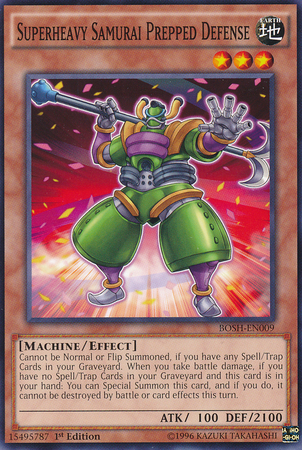 Superheavy Samurai Prepped Defense
EARTH
地
BOSH-EN009
[Machine/Effect]
Cannot be Normal or Flip Summoned, if you have any Spell/Trap
Cards in your Graveyard. When you take battle damage, if you
have no Spell/Trap Cards in your Graveyard and this card is in
your hand: You can Special Summon this card, and if you do, it
cannot be destroyed by battle or card effects this turn.
ATK/ 100 DEF/2100
15495787 1st Edition ©1996 KAZUKI TAKAHASHI